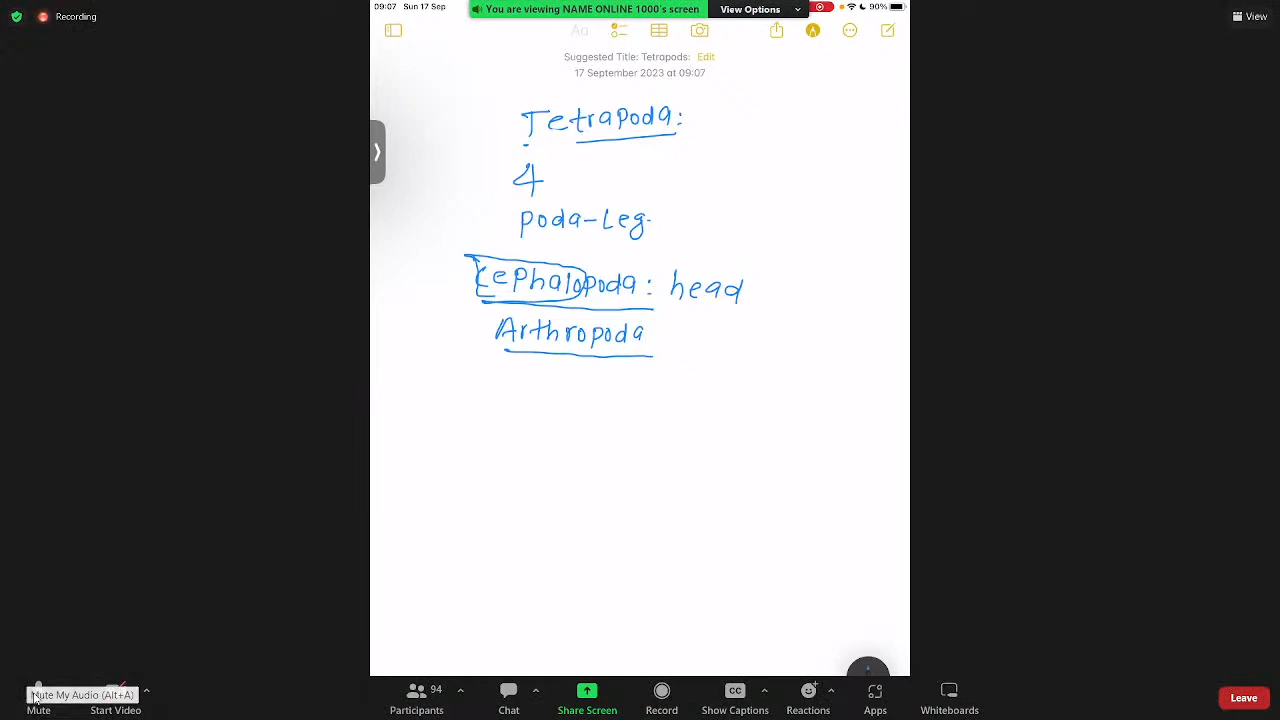 Recording
09:07 Sun 17 Sep
You are viewing NAME ONLINE 1000's screen
View Options
90%
View
Aa
Suggested Title: Tetrapods: Edit
17 September 2023 at 09:07
Tetrapoda:
4
Poda-Leg
Cephalopoda: head
Arthropoda
Mute My Audio (Alt+A)
Mute
Start Video
94
Participants
Chat
Share Screen
Record
CC
Show Captions
Reactions
Apps
Whiteboards
Leave